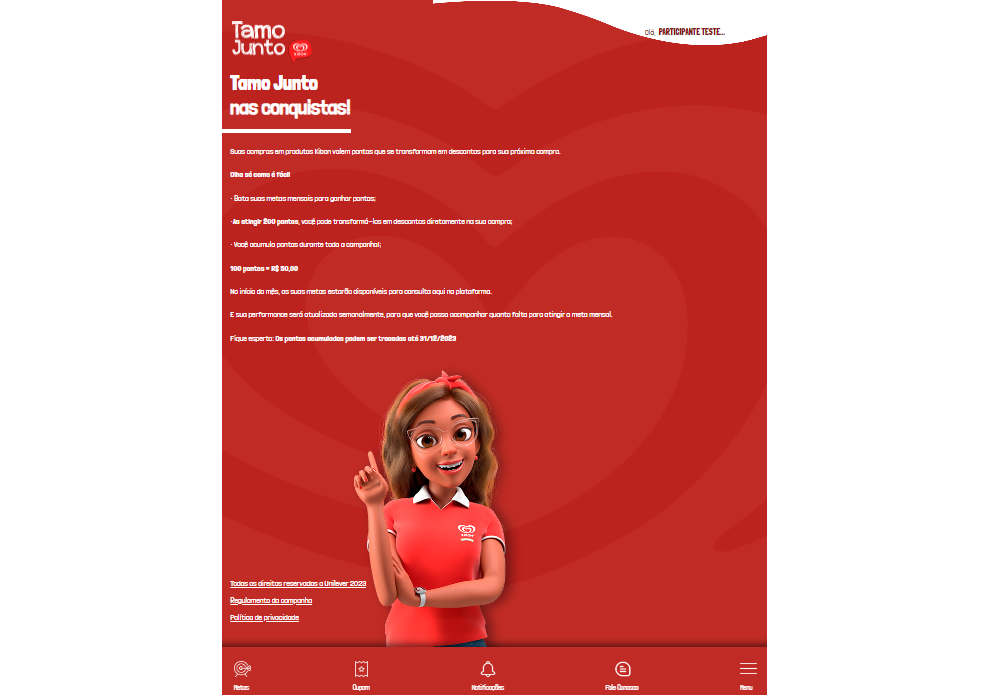 Tamo
Junto
Olá, PARTICIPANTE TESTE...
Tamo Junto
nas conquistas!
Suas compras em produtos Kibon valem pontos que se transformam em descontos para sua próxima compra.
Olha só como é fácil
· Bata suas metas mensais para ganhar pontos;
· Ao atingir 200 pontos, você pode transformá-los em descontos diretamente na sua compra;
· Você acumula pontos durante toda a campanha!;
100 pontos = R$ 50,00
No início do mês, as suas metas estarão disponíveis para consulta aqui na plataforma.
E sua performance será atualizada semanalmente, para que você possa acompanhar quanto falta para atingir a meta mensal.
Fique esperto: Os pontos acumulados podem ser trocados até 31/12/2023
Todos os direitos reservados a Unilever 2023
Regulamento da campanha
Política de privacidade
Metas Cupom Notificações Fale Conosco Menu